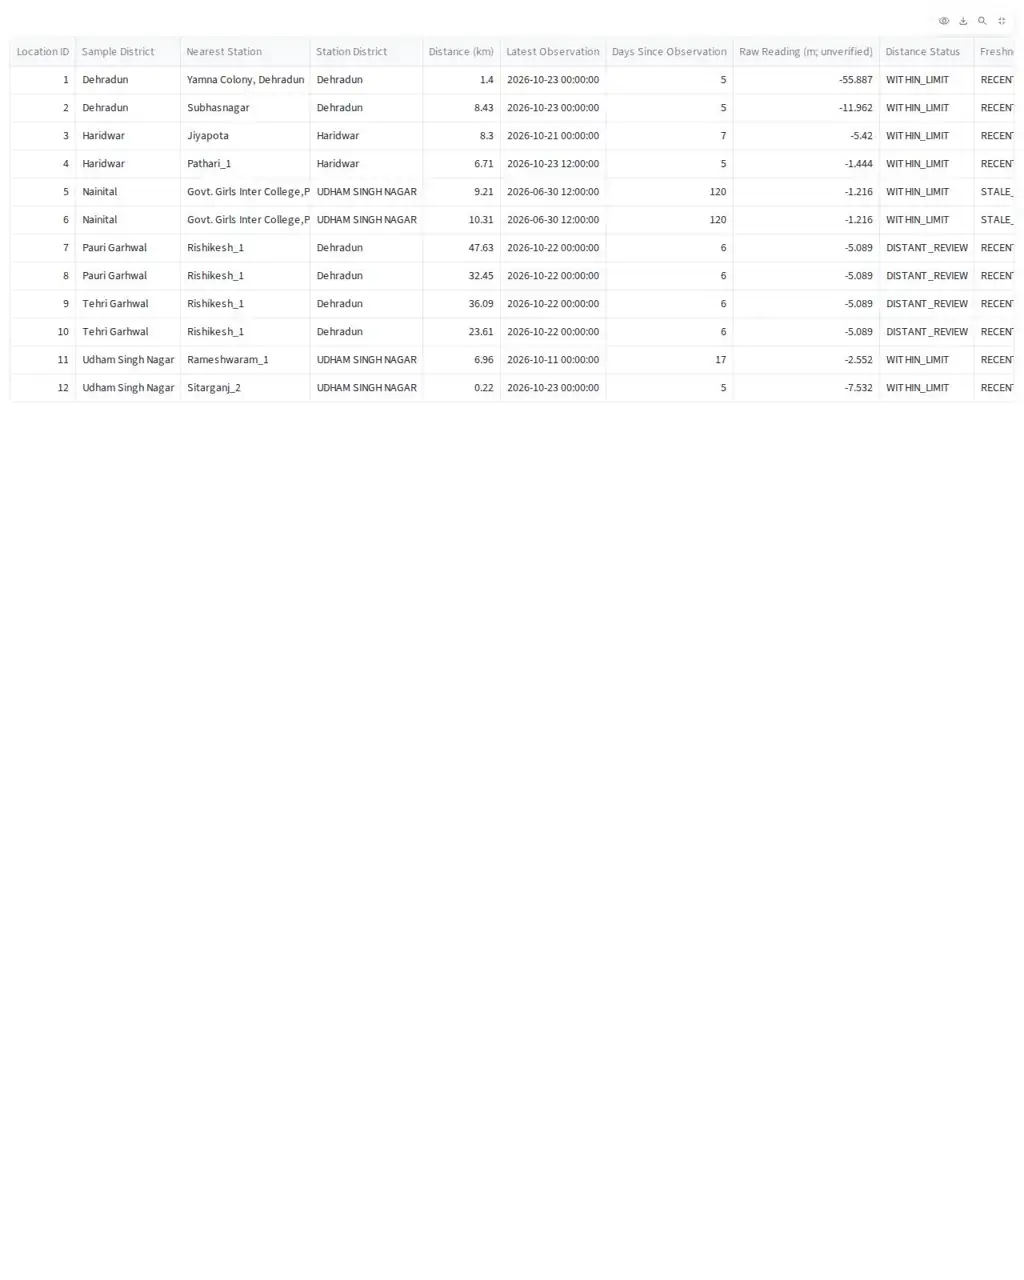 Location ID Sample District Nearest Station Station District Distance (km) Latest Observation Days Since Observation Raw Reading (m; unverified) Distance Status Freshn
1 Dehradun Yamna Colony, Dehradun Dehradun 1.4 2026-10-23 00:00:00 5 -55.887 WITHIN_LIMIT RECENT
2 Dehradun Subhasnagar Dehradun 8.43 2026-10-23 00:00:00 5 -11.962 WITHIN_LIMIT RECENT
3 Haridwar Jiyapota Haridwar 8.3 2026-10-21 00:00:00 7 -5.42 WITHIN_LIMIT RECENT
4 Haridwar Pathari_1 Haridwar 6.71 2026-10-23 12:00:00 5 -1.444 WITHIN_LIMIT RECENT
5 Nainital Govt. Girls Inter College,P UDHAM SINGH NAGAR 9.21 2026-06-30 12:00:00 120 -1.216 WITHIN_LIMIT STALE_
6 Nainital Govt. Girls Inter College,P UDHAM SINGH NAGAR 10.31 2026-06-30 12:00:00 120 -1.216 WITHIN_LIMIT STALE_
7 Pauri Garhwal Rishikesh_1 Dehradun 47.63 2026-10-22 00:00:00 6 -5.089 DISTANT_REVIEW RECENT
8 Pauri Garhwal Rishikesh_1 Dehradun 32.45 2026-10-22 00:00:00 6 -5.089 DISTANT_REVIEW RECENT
9 Tehri Garhwal Rishikesh_1 Dehradun 36.09 2026-10-22 00:00:00 6 -5.089 DISTANT_REVIEW RECENT
10 Tehri Garhwal Rishikesh_1 Dehradun 23.61 2026-10-22 00:00:00 6 -5.089 DISTANT_REVIEW RECENT
11 Udham Singh Nagar Rameshwaram_1 UDHAM SINGH NAGAR 6.96 2026-10-11 00:00:00 17 -2.552 WITHIN_LIMIT RECENT
12 Udham Singh Nagar Sitarganj_2 UDHAM SINGH NAGAR 0.22 2026-10-23 00:00:00 5 -7.532 WITHIN_LIMIT RECENT